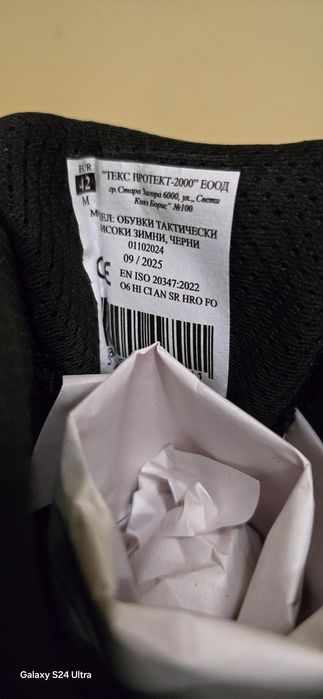 EUR
42
M
"ТЕКС ПРОТЕКТ-2000" ЕООД
гр. Стара Загора 6000, ул. „Свети
Княз Борис" №100
ОБУВКИ ТАКТИЧЕСКИ
ЗИМНИ, ЧЕРНИ
01102024
09 / 2025
CE
EN ISO 20347:2022
O6 HI CI AN SR HRO FO
Galaxy S24 Ultra